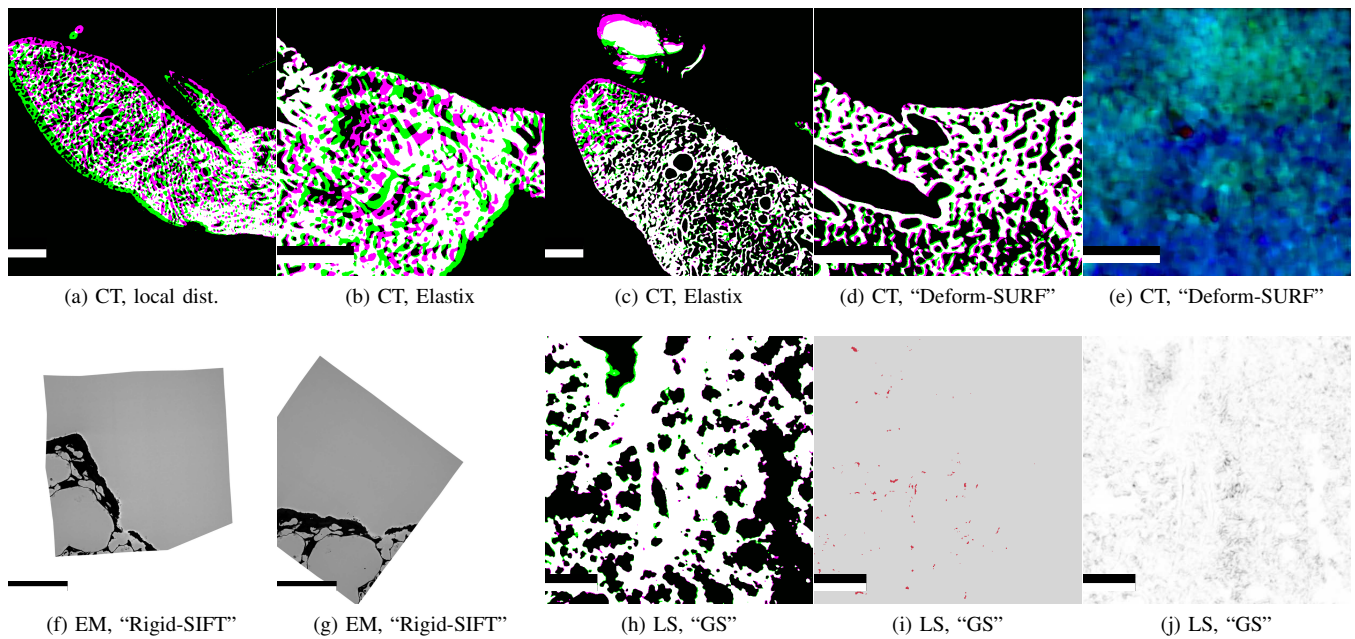 (a) CT, local dist.
(b) CT, Elastix
(c) CT, Elastix
(d) CT, “Deform-SURF”
(e) CT, “Deform-SURF”
(f) EM, “Rigid-SIFT”
(g) EM, “Rigid-SIFT”
(h) LS, “GS”
(i) LS, “GS”
(j) LS, “GS”